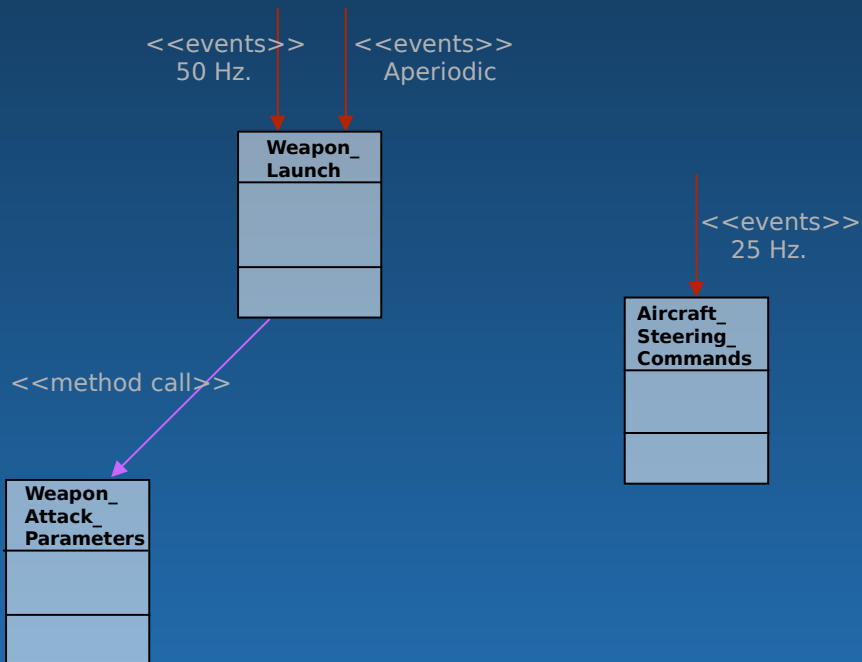 <<events>>
50 Hz.
<<events>>
Aperiodic
Weapon_
Launch
<<events>>
25 Hz.
Aircraft_
Steering_
Commands
<<method call>>
Weapon_
Attack_
Parameters